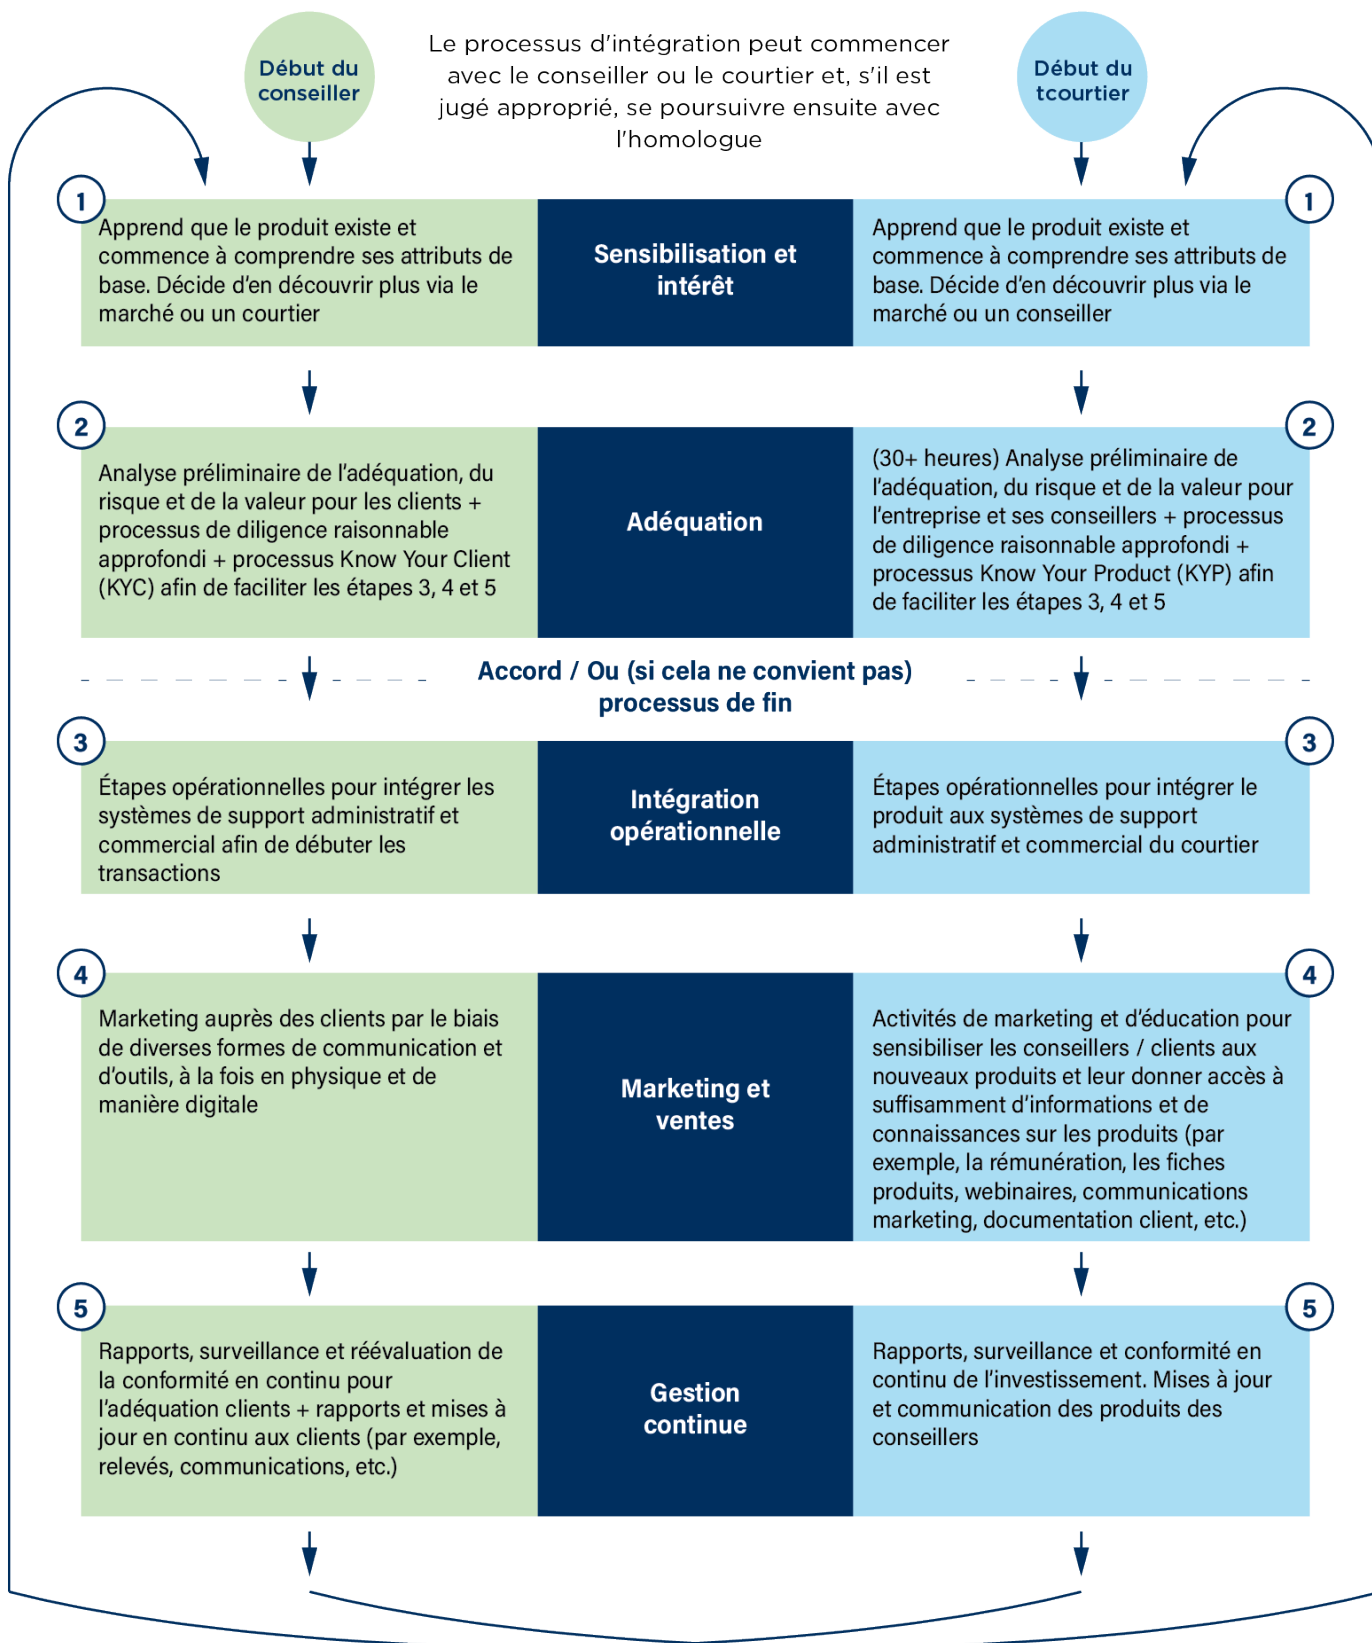 Début du
conseiller
Le processus d'intégration peut commencer
avec le conseiller ou le courtier et, s'il est
jugé approprié, se poursuivre ensuite avec
l'homologue
Début du
tcourtier
1
Apprend que le produit existe et
commence à comprendre ses attributs de
base. Décide d’en découvrir plus via le
marché ou un courtier
Sensibilisation et
intérêt
1
Apprend que le produit existe et
commence à comprendre ses attributs de
base. Décide d’en découvrir plus via le
marché ou un conseiller
2
Analyse préliminaire de l’adéquation, du
risque et de la valeur pour les clients +
processus de diligence raisonnable
approfondi + processus Know Your Client
(KYC) afin de faciliter les étapes 3, 4 et 5
Adéquation
2
(30+ heures) Analyse préliminaire de
l’adéquation, du risque et de la valeur pour
l’entreprise et ses conseillers + processus
de diligence raisonnable approfondi +
processus Know Your Product (KYP) afin
de faciliter les étapes 3, 4 et 5
Accord / Ou (si cela ne convient pas)
processus de fin
3
Étapes opérationnelles pour intégrer les
systèmes de support administratif et
commercial afin de débuter les
transactions
Intégration
opérationnelle
3
Étapes opérationnelles pour intégrer le
produit aux systèmes de support
administratif et commercial du courtier
4
Marketing auprès des clients par le biais
de diverses formes de communication et
d’outils, à la fois en physique et de
manière digitale
Marketing et
ventes
4
Activités de marketing et d’éducation pour
sensibiliser les conseillers / clients aux
nouveaux produits et leur donner accès à
suffisamment d’informations et de
connaissances sur les produits (par
exemple, la rémunération, les fiches
produits, webinaires, communications
marketing, documentation client, etc.)
5
Rapports, surveillance et réévaluation de
la conformité en continu pour
l’adéquation clients + rapports et mises à
jour en continu aux clients (par exemple,
relevés, communications, etc.)
Gestion
continue
5
Rapports, surveillance et conformité en
continu de l’investissement. Mises à jour
et communication des produits des
conseillers